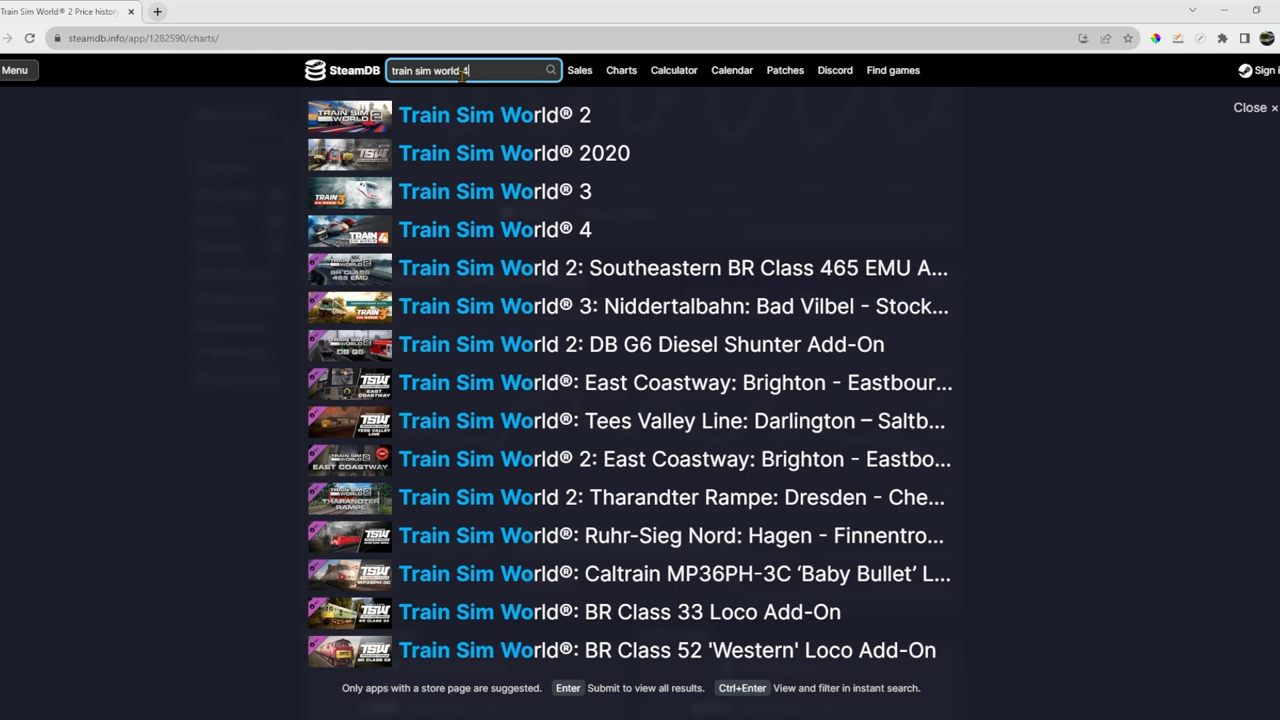 Train Sim World® 2 Price history
steamdb.info/app/1282590/charts/
Menu
SteamDB
train sim world 4
Sales
Charts
Calculator
Calendar
Patches
Discord
Find games
Sign i
Close ×
Train Sim World® 2
Train Sim World® 2020
Train Sim World® 3
Train Sim World® 4
Train Sim World 2: Southeastern BR Class 465 EMU A...
Train Sim World® 3: Niddertalbahn: Bad Vilbel - Stock...
Train Sim World 2: DB G6 Diesel Shunter Add-On
Train Sim World®: East Coastway: Brighton - Eastbour...
Train Sim World®: Tees Valley Line: Darlington – Saltb...
Train Sim World® 2: East Coastway: Brighton - Eastbo...
Train Sim World 2: Tharandter Rampe: Dresden - Che...
Train Sim World®: Ruhr-Sieg Nord: Hagen - Finnentro...
Train Sim World®: Caltrain MP36PH-3C ‘Baby Bullet’ L...
Train Sim World®: BR Class 33 Loco Add-On
Train Sim World®: BR Class 52 'Western' Loco Add-On
Only apps with a store page are suggested. Enter Submit to view all results. Ctrl+Enter View and filter in instant search.